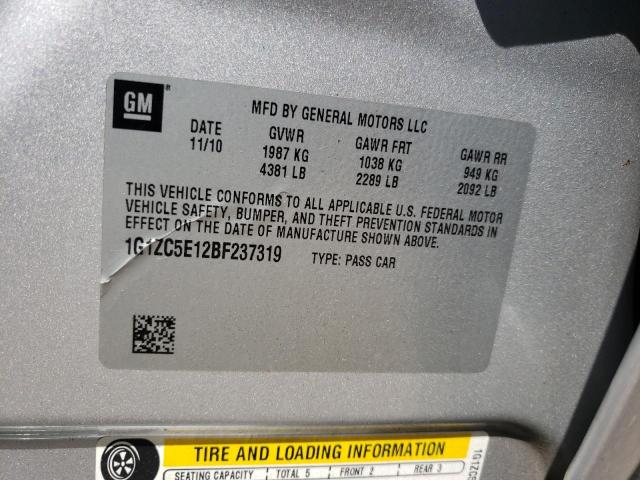 GM ®
MFD BY GENERAL MOTORS LLC
DATE GVWR GAWR FRT GAWR RR
11/10 1987 KG 1038 KG 949 KG
4381 LB 2289 LB 2092 LB
THIS VEHICLE CONFORMS TO ALL APPLICABLE U.S. FEDERAL MOTOR
VEHICLE SAFETY, BUMPER, AND THEFT PREVENTION STANDARDS IN
EFFECT ON THE DATE OF MANUFACTURE SHOWN ABOVE.
1G1ZC5E12BF237319 TYPE: PASS CAR
TIRE AND LOADING INFORMATION
SEATING CAPACITY TOTAL 5 FRONT 2 REAR 3
1G1ZC5